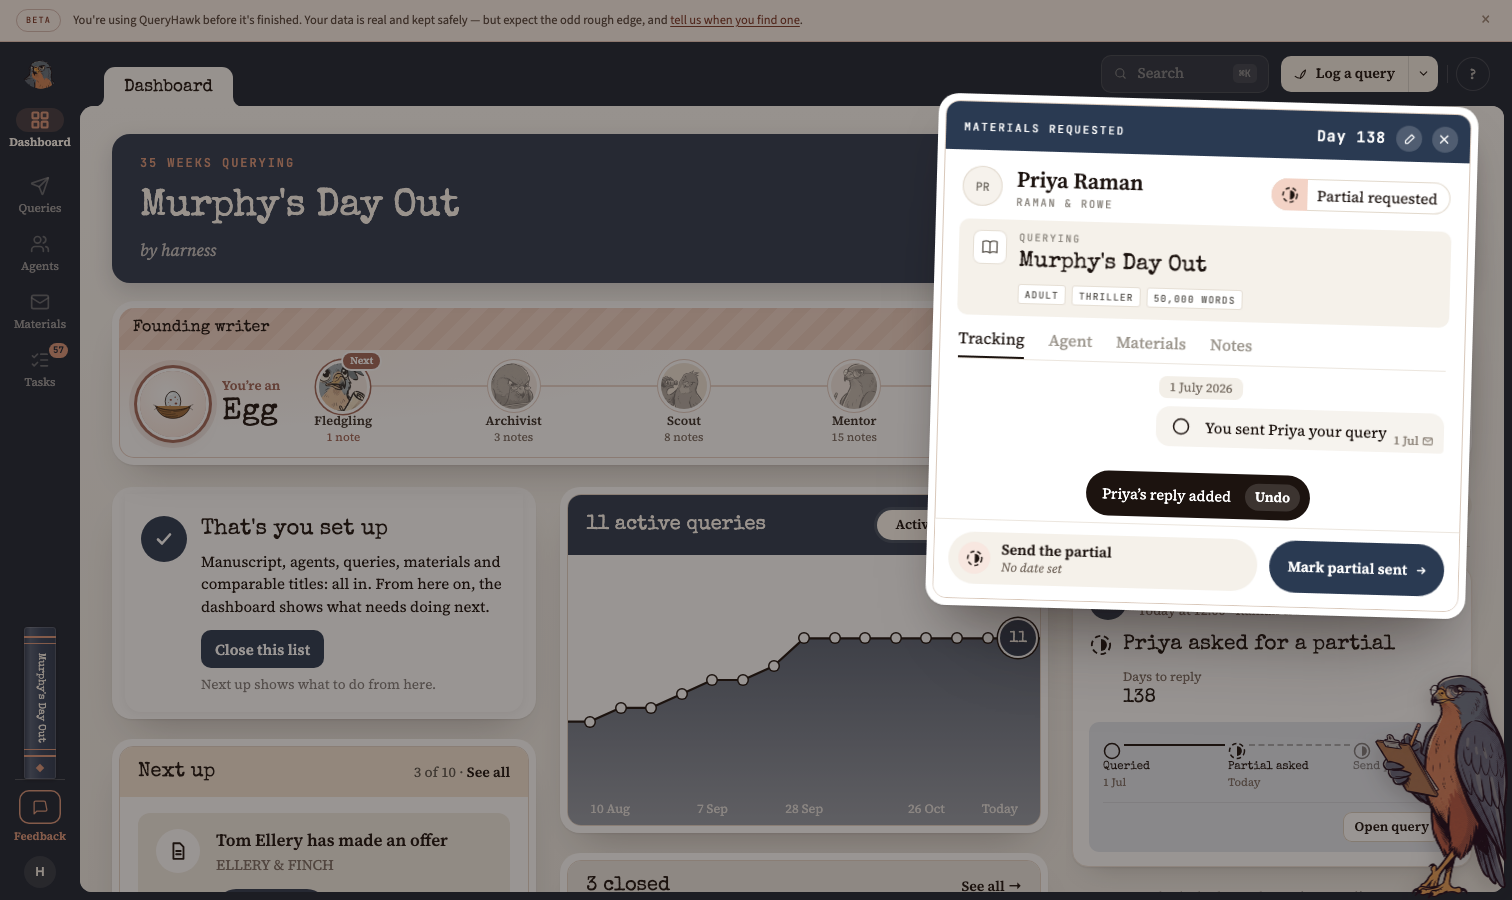 BETA You're using QueryHawk before it's finished. Your data is real and kept safely — but expect the odd rough edge, and tell us when you find one. ×
Dashboard
Search ⌘K
Log a query
?
Dashboard
Queries
Agents
Materials
57
Tasks
Murphy's Day Out
Feedback
H
35 WEEKS QUERYING
Murphy's Day Out
by harness
Founding writer
You're an
Egg
Next
Fledgling
1 note
Archivist
3 notes
Scout
8 notes
Mentor
15 notes
That's you set up
Manuscript, agents, queries, materials and
comparable titles: all in. From here on, the
dashboard shows what needs doing next.
Close this list
Next up shows what to do from here.
Next up
3 of 10 · See all
Tom Ellery has made an offer
ELLERY & FINCH
11 active queries
11
10 Aug
7 Sep
28 Sep
26 Oct
Today
3 closed
See all →
MATERIALS REQUESTED
Day 138
PR
Priya Raman
RAMAN & ROWE
Partial requested
QUERYING
Murphy's Day Out
ADULT
THRILLER
50,000 WORDS
Tracking
Agent
Materials
Notes
1 July 2026
You sent Priya your query 1 Jul
Priya's reply added Undo
Send the partial
No date set
Mark partial sent →
Priya asked for a partial
Days to reply
138
Queried
1 Jul
Partial asked
Today
Send
Open query